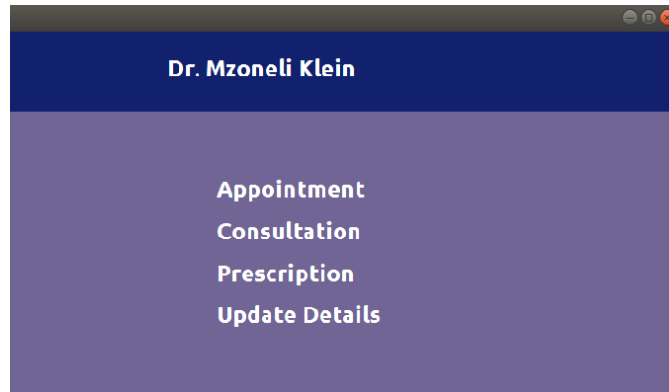 Dr. Mzoneli Klein
Appointment
Consultation
Prescription
Update Details